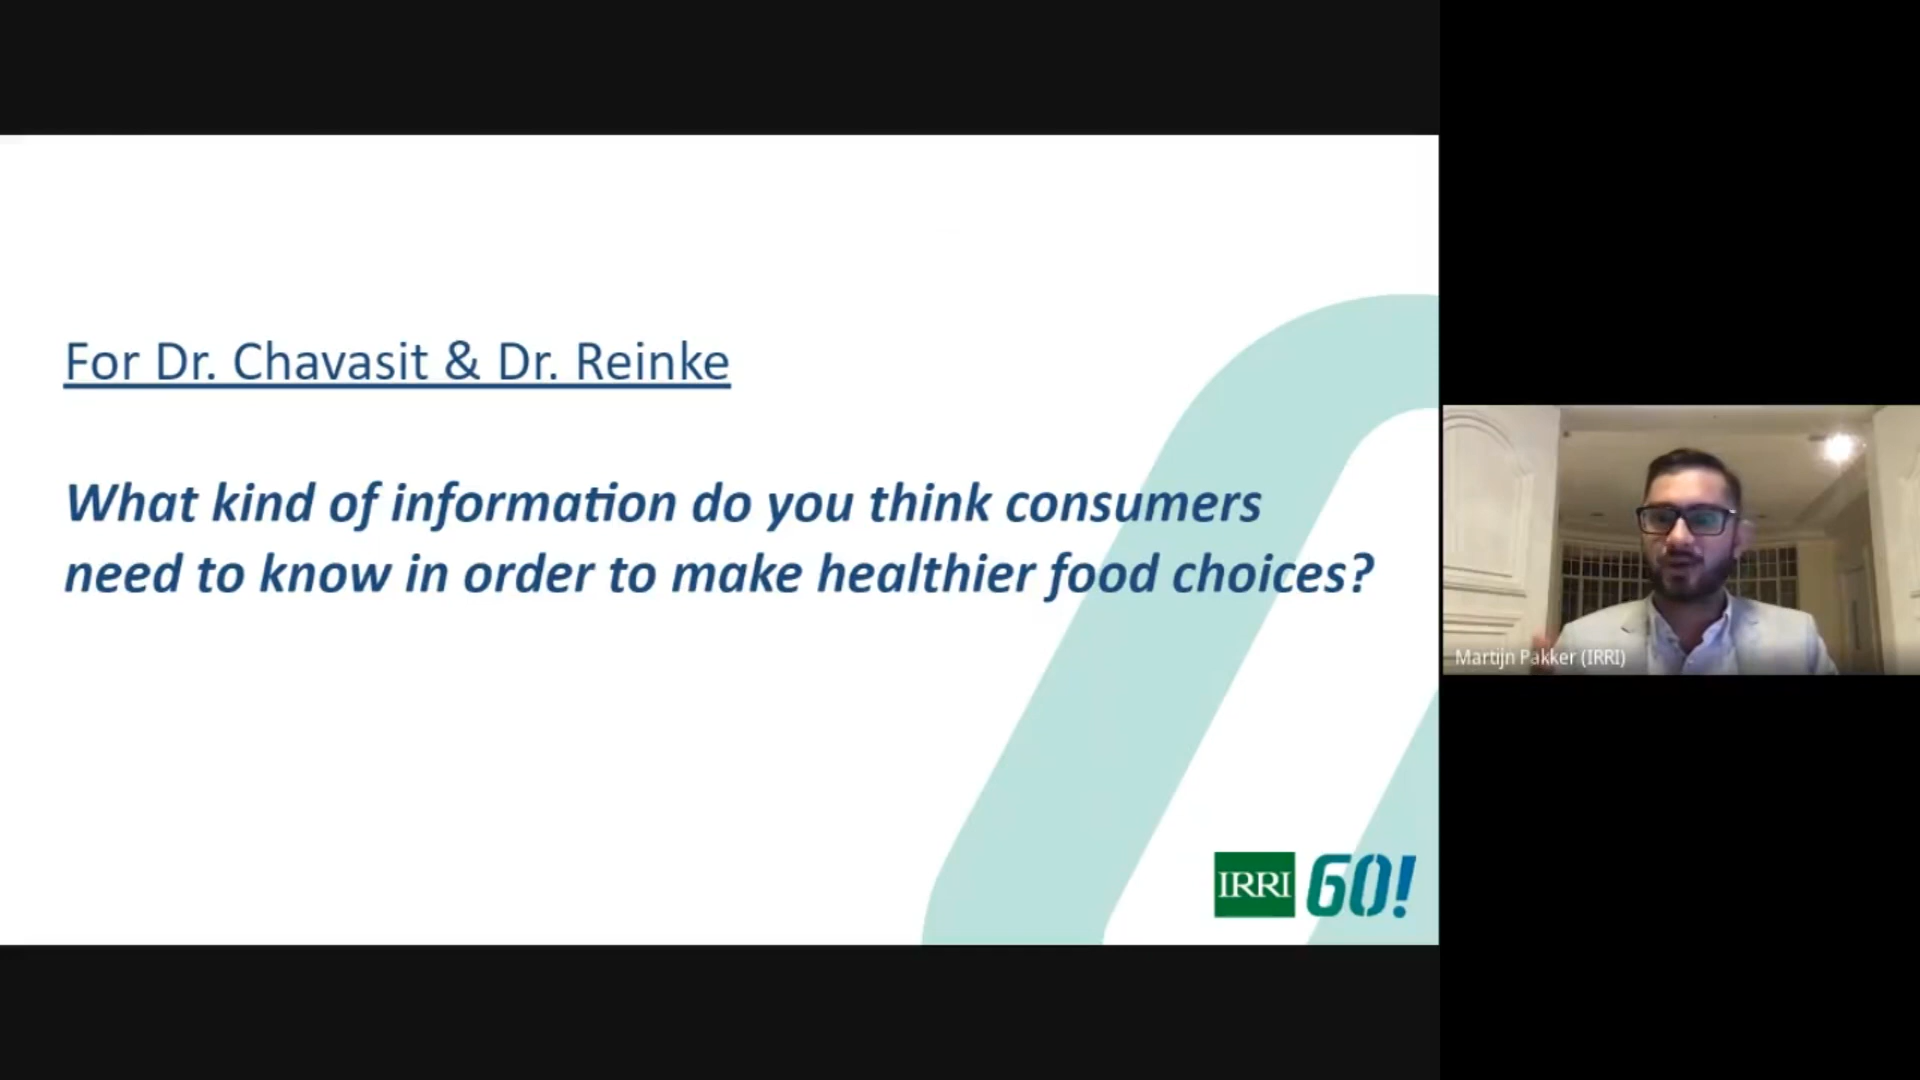 For Dr. Chavasit & Dr. Reinke
What kind of information do you think consumers
need to know in order to make healthier food choices?
IRRI 60!
Martijn Pakker (IRRI)